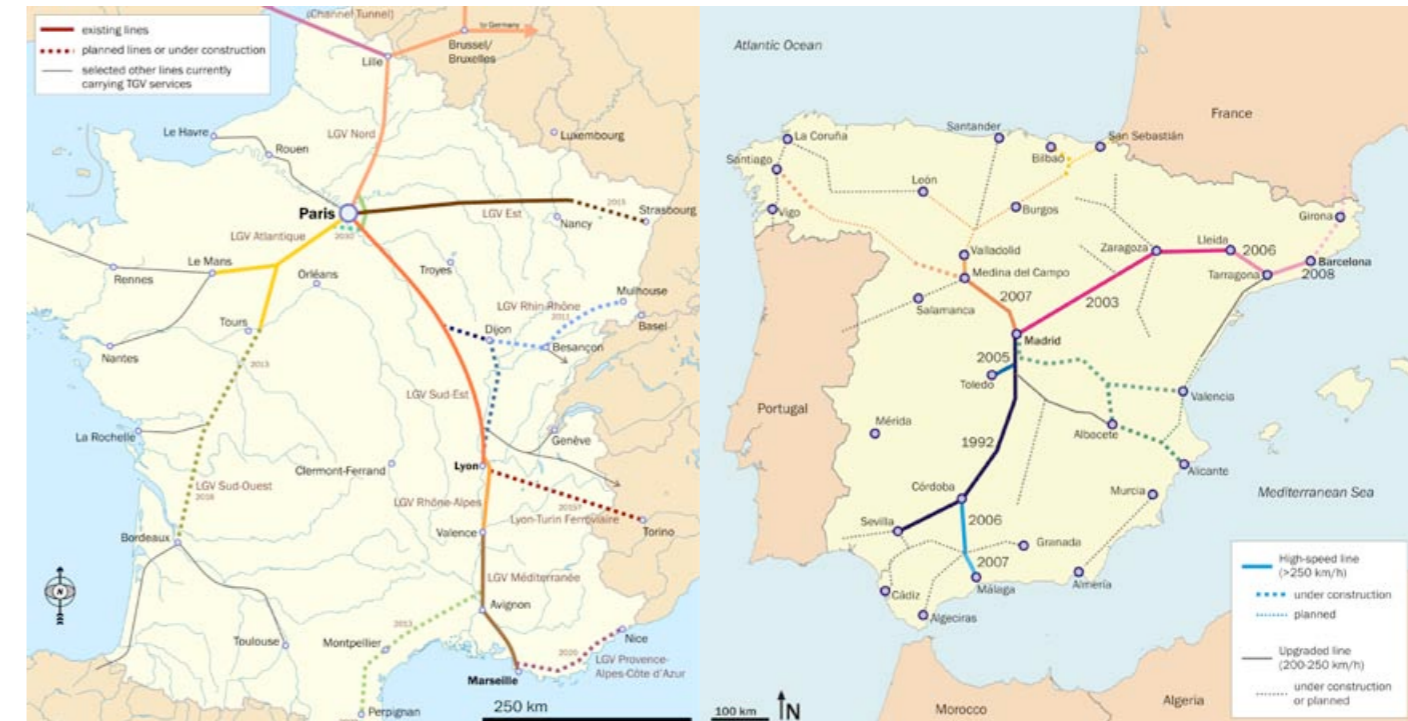 (Channel Tunnel)
existing lines
planned lines or under construction
selected other lines currently
carrying TGV services
to Germany
Brussel/
Bruxelles
Lille
Le Havre
Rouen
LGV Nord
Luxembourg
Paris
LGV Est
2015
Strasbourg
Nancy
LGV Atlantique
2030
Le Mans
Rennes
Orléans
Troyes
Mulhouse
LGV Rhin-Rhône
2011
Basel
Tours
Dijon
Besançon
Nantes
2013
LGV Sud-Est
La Rochelle
Genêve
Clermont-Ferrand
Lyon
LGV Sud-Ouest
2016
LGV Rhône-Alpes
Lyon-Turin Ferroviaire
Torino
Bordeaux
Valence
LGV Méditerranée
Avignon
Toulouse
Montpellier
2013
Nice
2020
LGV Provence-
Alpes-Côte d'Azur
Marseille
Perpignan
250 km
Atlantic Ocean
France
La Coruña
Santander
San Sebastián
Bilbao
Santiago
León
Vigo
Burgos
Girona
Valladolid
Zaragoza
Lleida
2006
Barcelona
Medina del Campo
Tarragona
2008
Salamanca
2007
2003
Madrid
2005
Toledo
Valencia
Portugal
Mérida
Albacete
1992
Alicante
Córdoba
Murcia
Mediterranean Sea
Sevilla
2006
Granada
2007
Málaga
Almería
Cádiz
Algeciras
High-speed line
(>250 km/h)
under construction
planned
Upgraded line
(200-250 km/h)
under construction
or planned
100 km
N
Morocco
Algeria